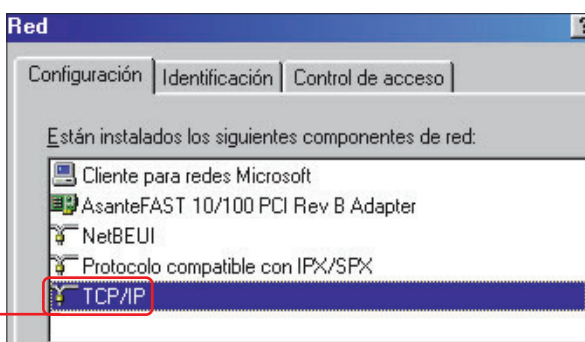 Red
Configuración Identificación Control de acceso
Están instalados los siguientes componentes de red:
Cliente para redes Microsoft
AsanteFAST 10/100 PCI Rev B Adapter
NetBEUI
Protocolo compatible con IPX/SPX
TCP/IP